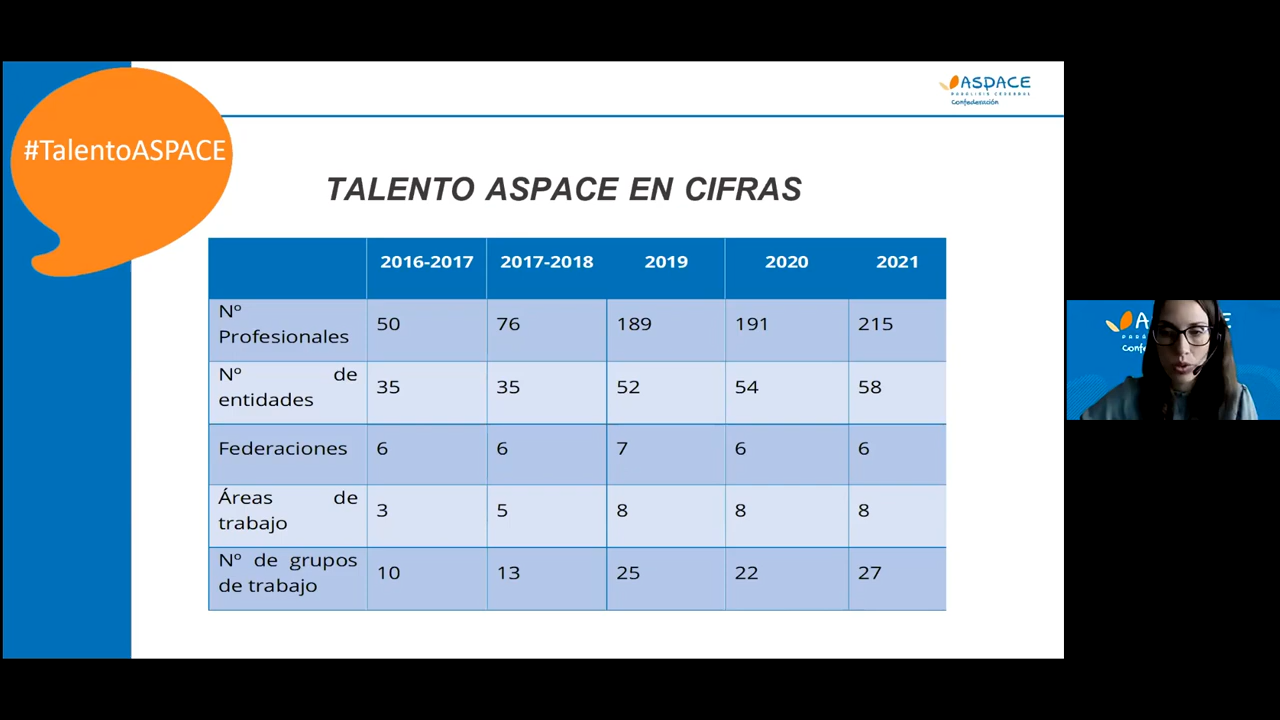 #TalentoASPACE
ASPACE
PARÁLISIS CEREBRAL
Confederación
TALENTO ASPACE EN CIFRAS
2016-2017 2017-2018 2019 2020 2021
Nº
Profesionales 50 76 189 191 215
Nº de
entidades 35 35 52 54 58
Federaciones 6 6 7 6 6
Áreas de
trabajo 3 5 8 8 8
Nº de grupos
de trabajo 10 13 25 22 27